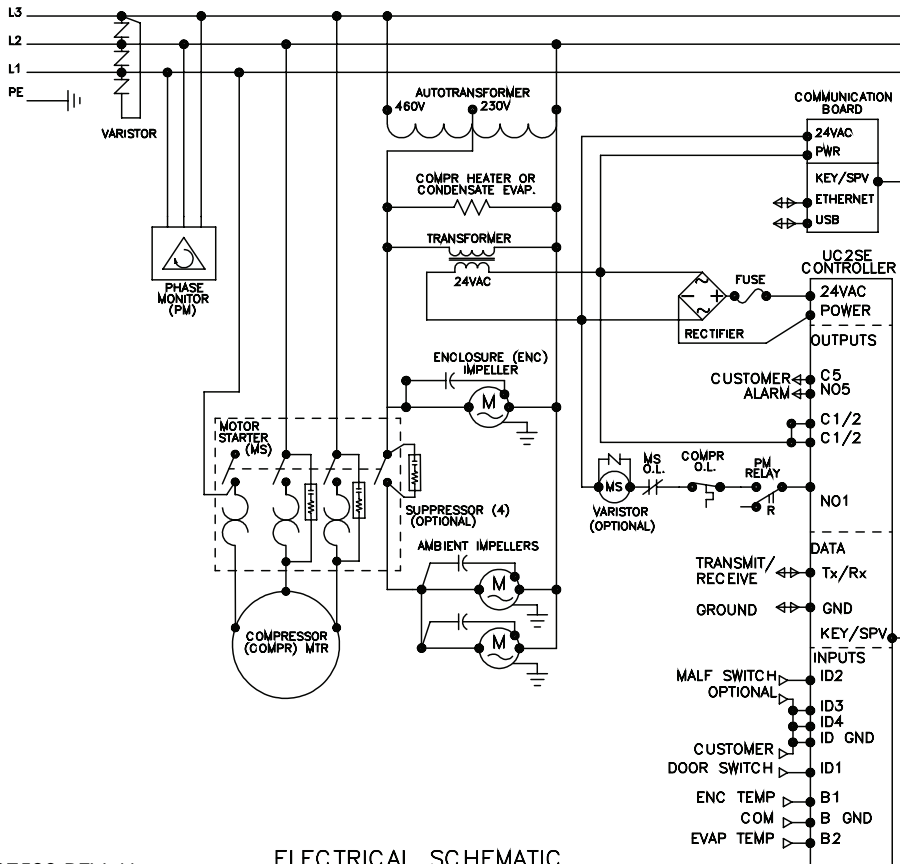 L3
L2
L1
PE
VARISTOR
AUTOTRANSFORMER
460V
230V
COMMUNICATION
BOARD
24VAC
PWR
KEY/SPV
ETHERNET
USB
COMPR HEATER OR
CONDENSATE EVAP.
TRANSFORMER
24VAC
PHASE
MONITOR
(PM)
UC2SE
CONTROLLER
FUSE
24VAC
POWER
RECTIFIER
OUTPUTS
ENCLOSURE (ENC)
IMPELLER
M
CUSTOMER
ALARM
C5
NO5
C1/2
C1/2
MOTOR
STARTER
(MS)
MS
O.L.
COMPR
O.L.
PM
RELAY
MS
R
NO1
VARISTOR
(OPTIONAL)
SUPPRESSOR (4)
(OPTIONAL)
AMBIENT IMPELLERS
M
M
DATA
TRANSMIT/
RECEIVE
Tx/Rx
GROUND
GND
KEY/SPV
COMPRESSOR
(COMPR) MTR
INPUTS
MALF SWITCH
OPTIONAL
ID2
ID3
ID4
ID GND
CUSTOMER
DOOR SWITCH
ID1
ENC TEMP
B1
COM
B GND
EVAP TEMP
B2
ELECTRICAL SCHEMATIC